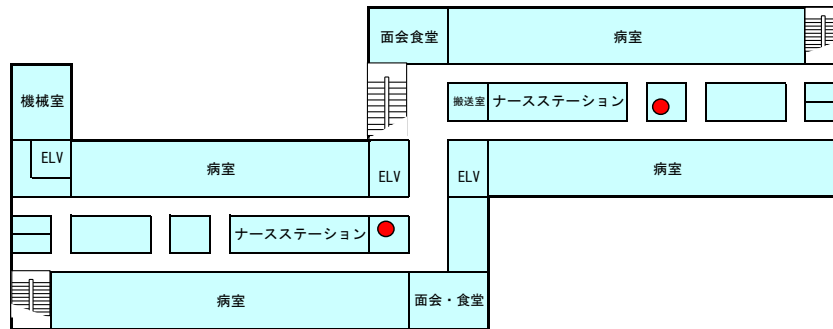 面会食堂
病室
機械室
搬送室
ナースステーション
ELV
病室
ELV
ELV
病室
ナースステーション
病室
面会・食堂